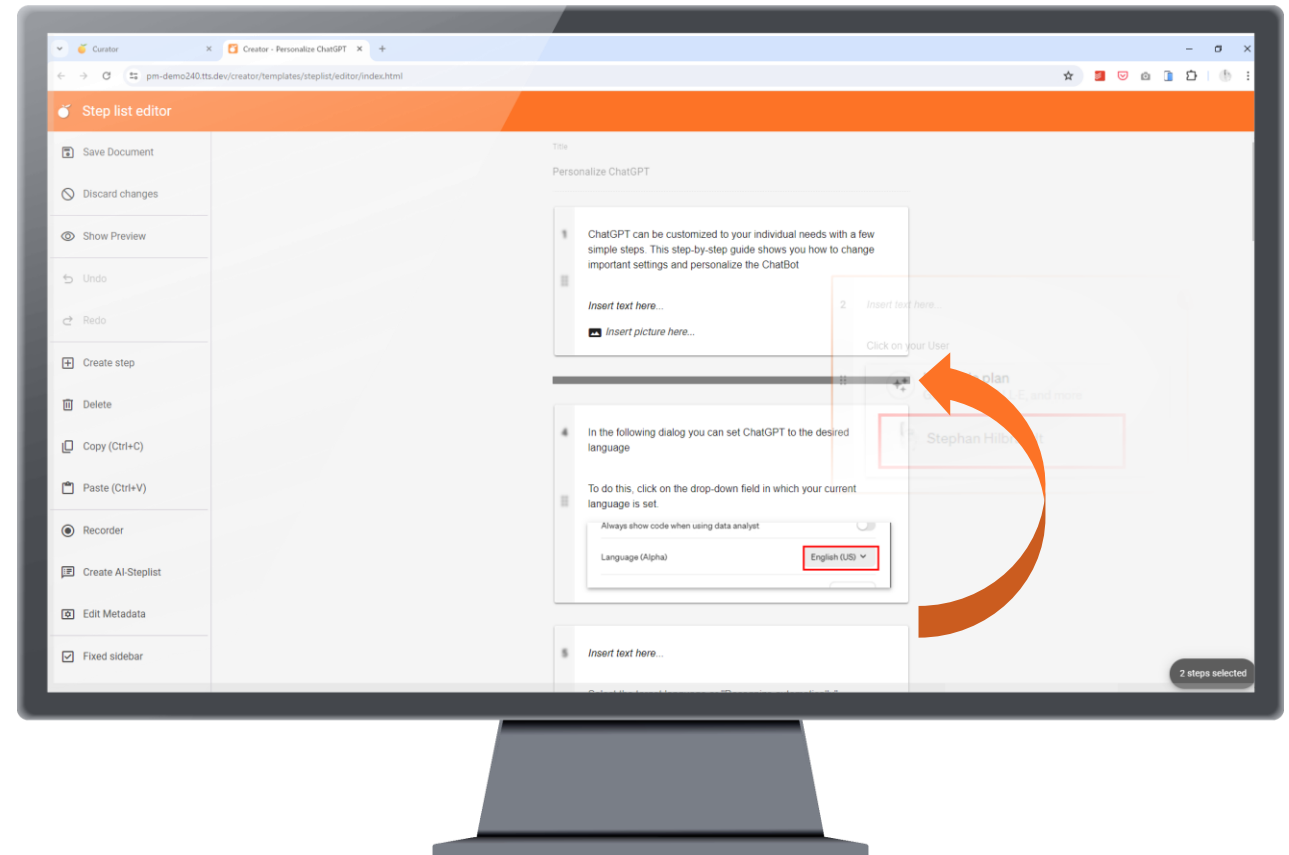 Curator
Creator - Personalize ChatGPT
pm-demo240.tts.dev/creator/templates/steplist/editor/index.html
Step list editor
Save Document
Discard changes
Show Preview
Undo
Redo
Create step
Delete
Copy (Ctrl+C)
Paste (Ctrl+V)
Recorder
Create AI-Steplist
Edit Metadata
Fixed sidebar
Title
Personalize ChatGPT
1
ChatGPT can be customized to your individual needs with a few
simple steps. This step-by-step guide shows you how to change
important settings and personalize the ChatBot
Insert text here...
Insert picture here...
2
Insert text here...
Click on your User
plan
and more
Stephan
4
In the following dialog you can set ChatGPT to the desired
language
To do this, click on the drop-down field in which your current
language is set.
Always show code when using data analyst
Language (Alpha)
English (US)
5
Insert text here...
2 steps selected